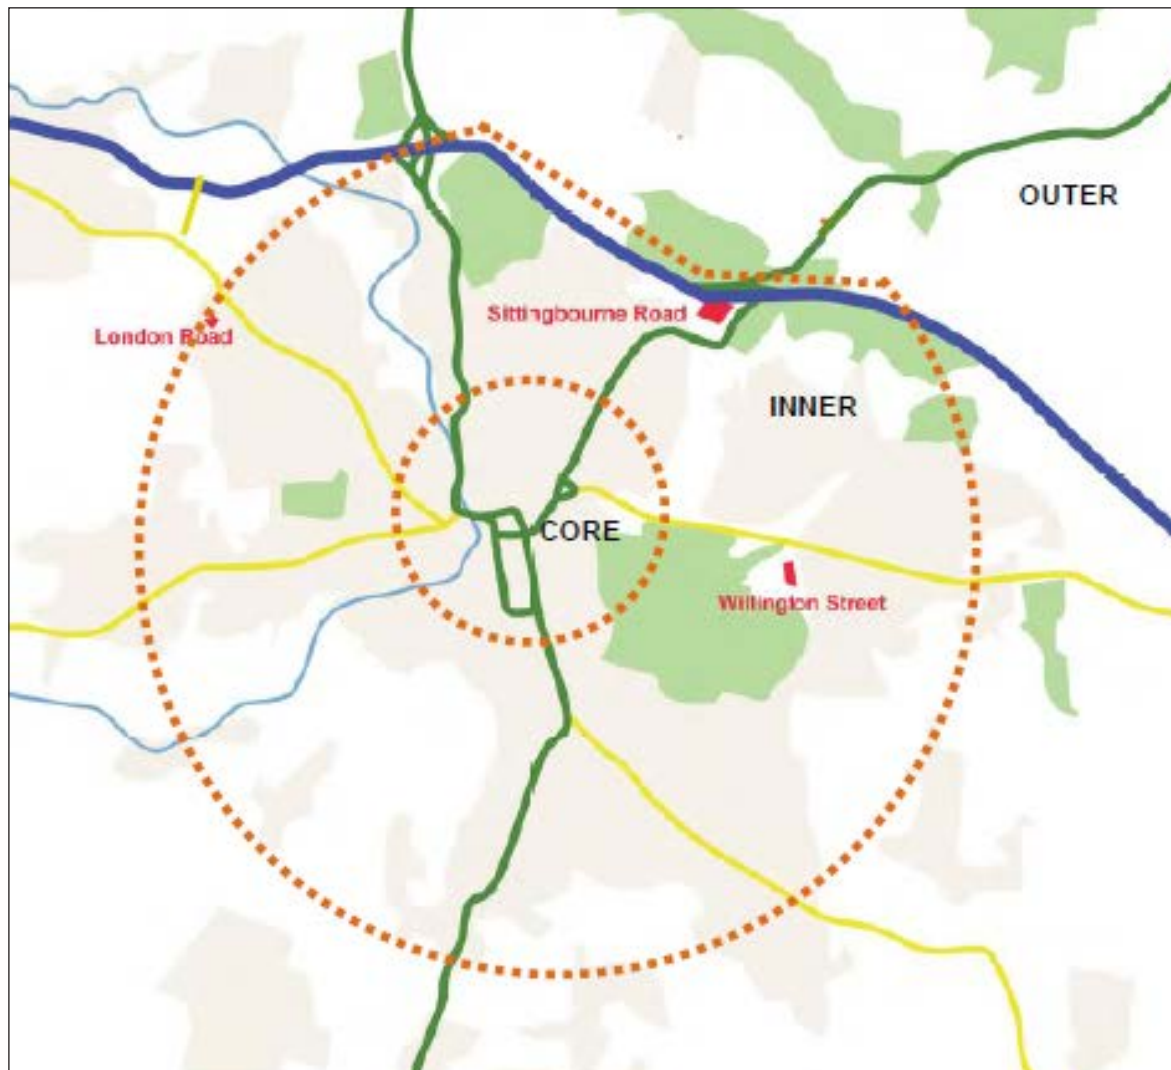 OUTER
Sittingbourne Road
London Road
INNER
CORE
Willington Street